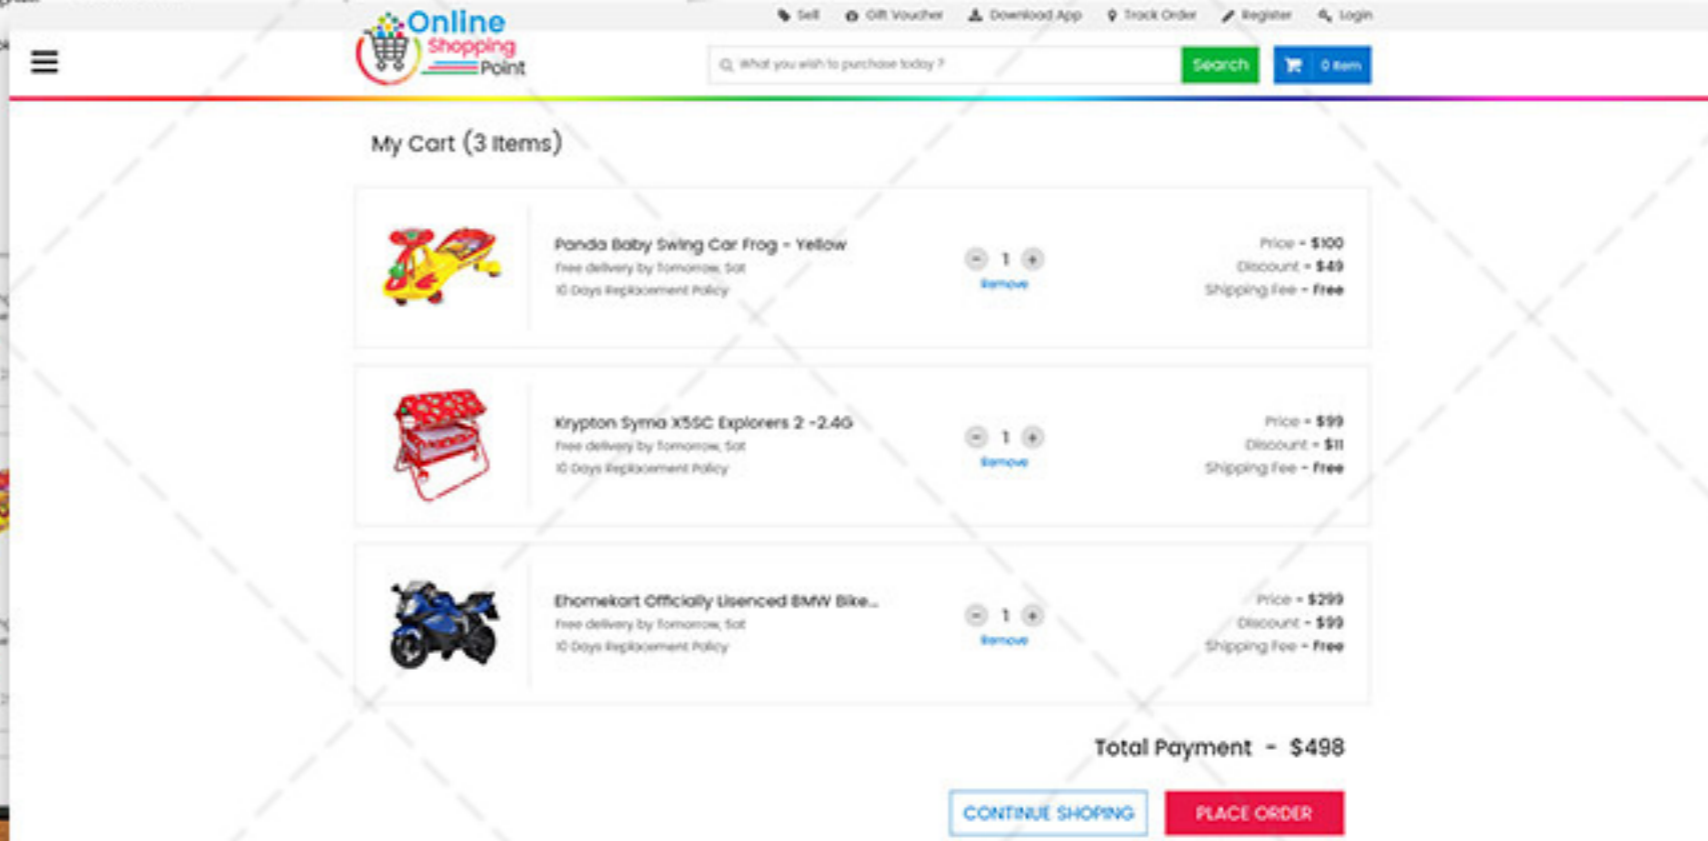 Online
Shopping
Point
Sell Gift Voucher Download App Track Order Register Login
What you wish to purchase today ?
Search
0 Item
My Cart (3 Items)
Panda Baby Swing Car Frog - Yellow
Free delivery by Tomorrow, Sat
10 Days Replacement Policy
1
Remove
Price - $100
Discount - $49
Shipping Fee - Free
Krypton Syma X5SC Explorers 2 -2.4G
Free delivery by Tomorrow, Sat
10 Days Replacement Policy
1
Remove
Price - $99
Discount - $11
Shipping Fee - Free
Ehomekart Officially Lisenced BMW Bike...
Free delivery by Tomorrow, Sat
10 Days Replacement Policy
1
Remove
Price - $299
Discount - $99
Shipping Fee - Free
Total Payment - $498
CONTINUE SHOPING
PLACE ORDER